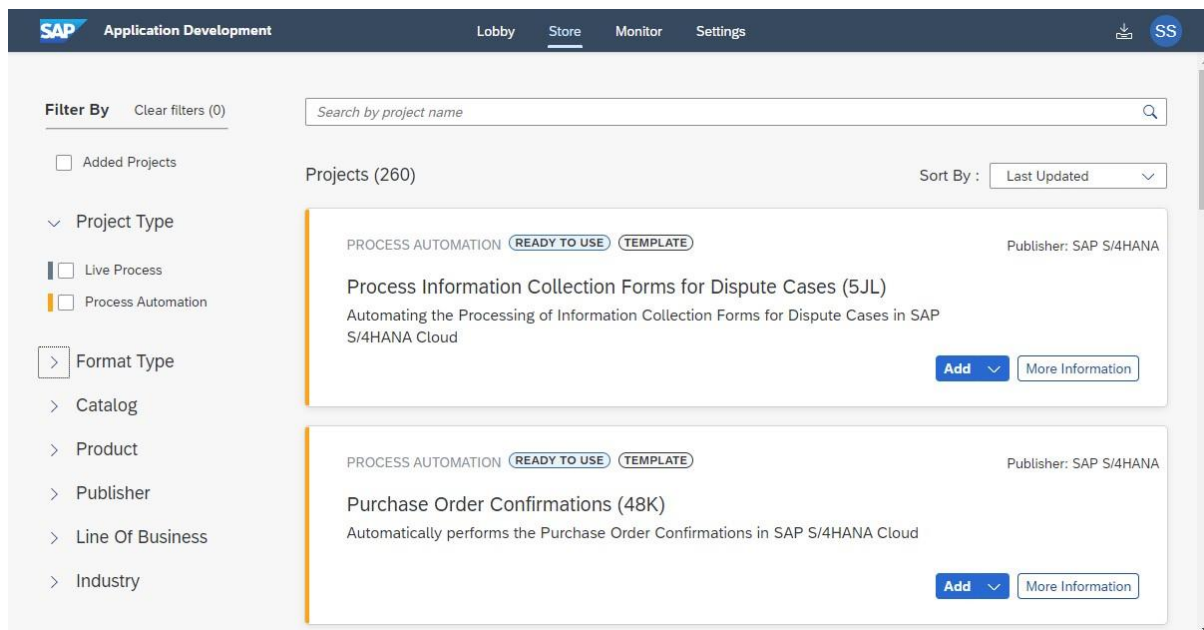 SAP Application Development Lobby Store Monitor Settings SS
Filter By Clear filters (0)
Search by project name
Added Projects
Projects (260)
Sort By : Last Updated
Project Type
Live Process
Process Automation
Format Type
Catalog
Product
Publisher
Line Of Business
Industry
PROCESS AUTOMATION READY TO USE TEMPLATE
Publisher: SAP S/4HANA
Process Information Collection Forms for Dispute Cases (5JL)
Automating the Processing of Information Collection Forms for Dispute Cases in SAP
S/4HANA Cloud
Add More Information
PROCESS AUTOMATION READY TO USE TEMPLATE
Publisher: SAP S/4HANA
Purchase Order Confirmations (48K)
Automatically performs the Purchase Order Confirmations in SAP S/4HANA Cloud
Add More Information